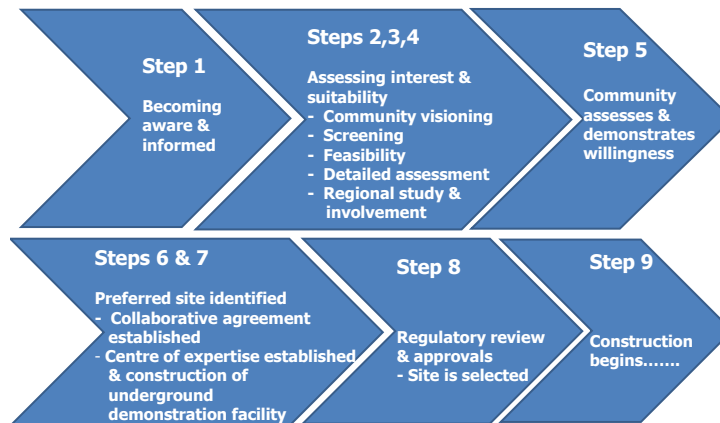 Step 1
Becoming
aware &
informed
Steps 2,3,4
Assessing interest &
suitability
- Community visioning
- Screening
- Feasibility
- Detailed assessment
- Regional study &
involvement
Step 5
Community
assesses &
demonstrates
willingness
Steps 6 & 7
Preferred site identified
- Collaborative agreement
established
- Centre of expertise established
& construction of
underground
demonstration facility
Step 8
Regulatory review
& approvals
- Site is selected
Step 9
Construction
begins.......